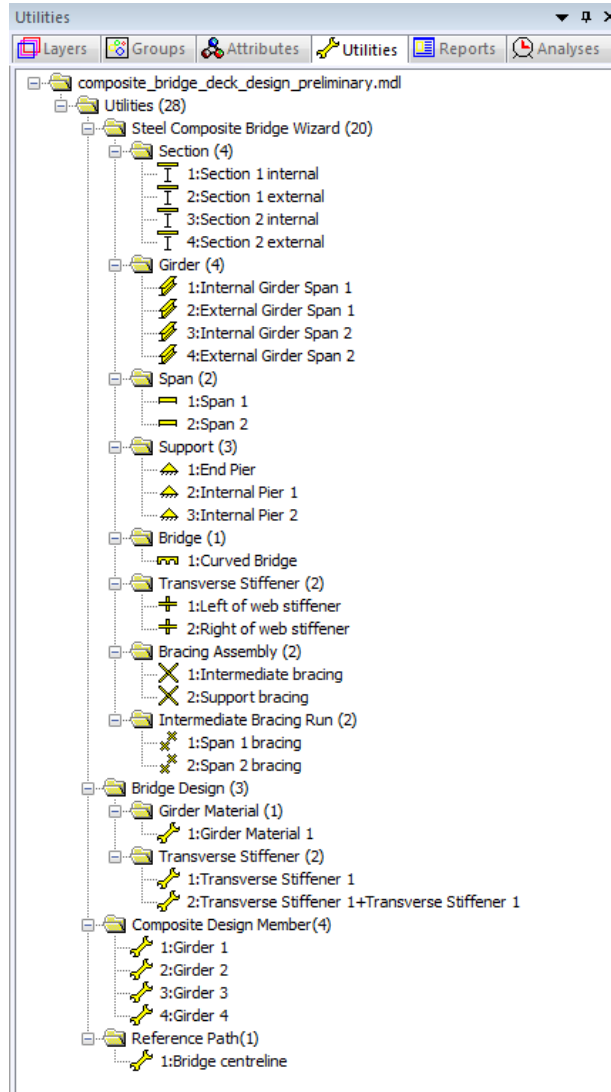 Utilities
Layers Groups Attributes Utilities Reports Analyses
composite_bridge_deck_design_preliminary.mdl
Utilities (28)
Steel Composite Bridge Wizard (20)
Section (4)
1:Section 1 internal
2:Section 1 external
3:Section 2 internal
4:Section 2 external
Girder (4)
1:Internal Girder Span 1
2:External Girder Span 1
3:Internal Girder Span 2
4:External Girder Span 2
Span (2)
1:Span 1
2:Span 2
Support (3)
1:End Pier
2:Internal Pier 1
3:Internal Pier 2
Bridge (1)
1:Curved Bridge
Transverse Stiffener (2)
1:Left of web stiffener
2:Right of web stiffener
Bracing Assembly (2)
1:Intermediate bracing
2:Support bracing
Intermediate Bracing Run (2)
1:Span 1 bracing
2:Span 2 bracing
Bridge Design (3)
Girder Material (1)
1:Girder Material 1
Transverse Stiffener (2)
1:Transverse Stiffener 1
2:Transverse Stiffener 1+Transverse Stiffener 1
Composite Design Member(4)
1:Girder 1
2:Girder 2
3:Girder 3
4:Girder 4
Reference Path(1)
1:Bridge centreline